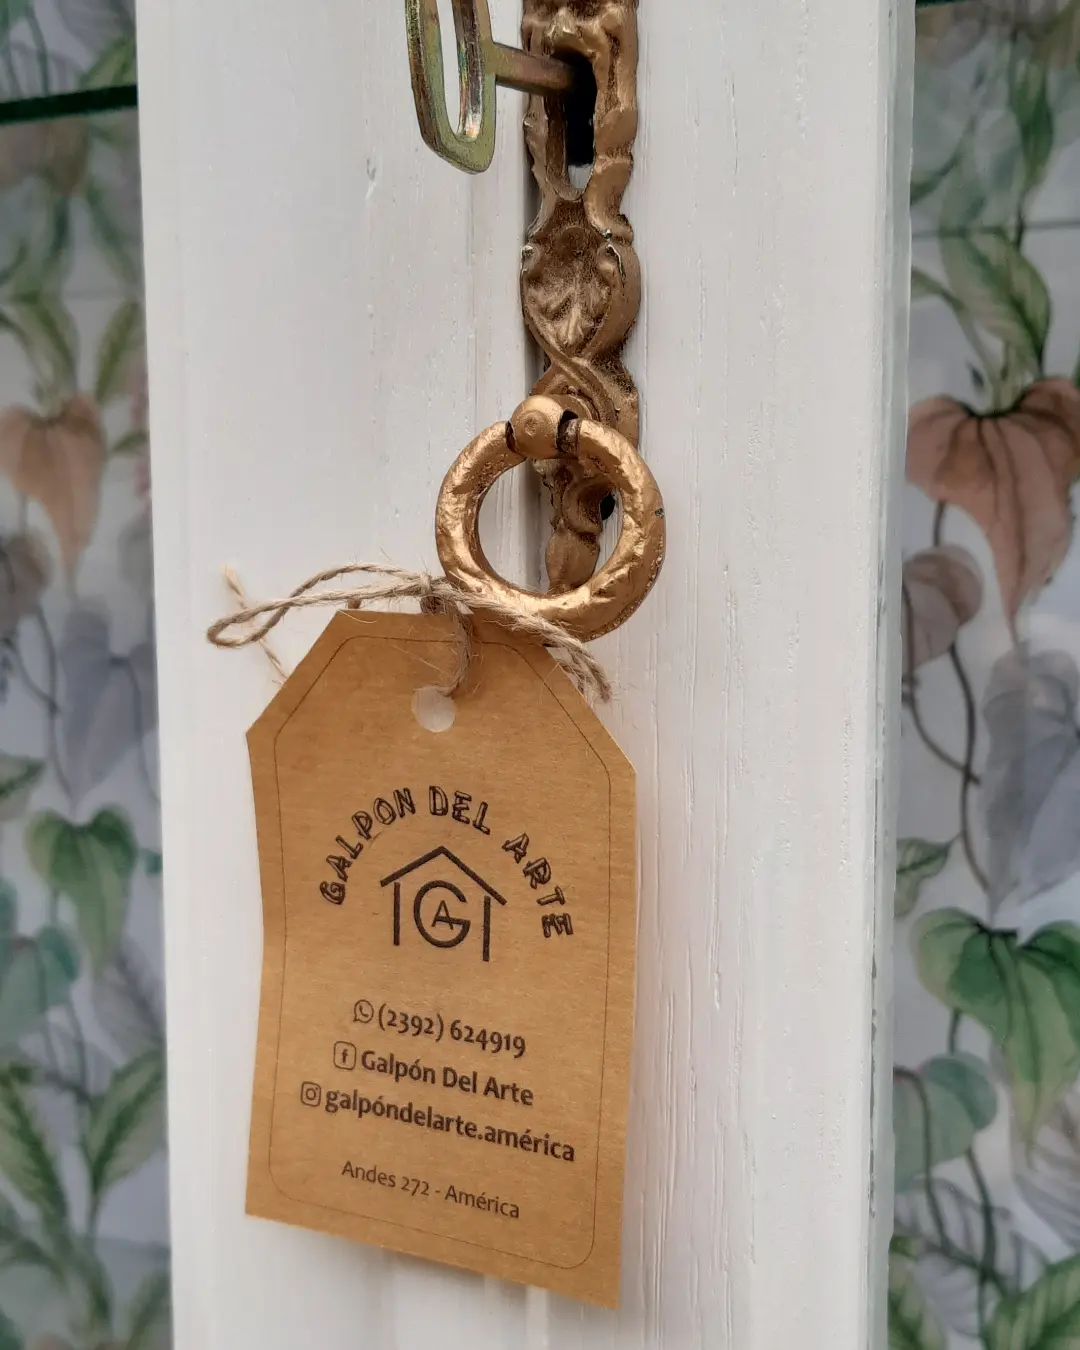 GALPON DEL ARTE
GA
(2392) 624919
Galpón Del Arte
galpóndelarte.américa
Andes 272 - América